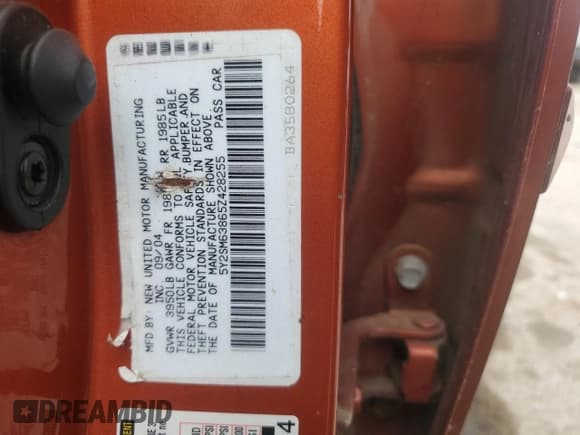 MFD BY: NEW UNITED MOTOR MANUFACTURING
INC 09/04
GVWR 3950LB GAWR FR RR 1985LB
THIS VEHICLE CONFORMS TO APPLICABLE
FEDERAL MOTOR VEHICLE SAFETY, BUMPER, AND
THEFT PREVENTION STANDARDS IN EFFECT ON
THE DATE OF MANUFACTURE SHOWN ABOVE
5Y2SM63865Z428255 PASS CAR
BA3580264
PSI
4
DREAMBID